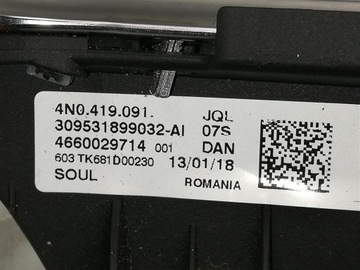 4N0.419.091. JQL
309531899032-AI 07S
4660029714 001 DAN
603 TK681D00230 13/01/18
SOUL ROMANIA